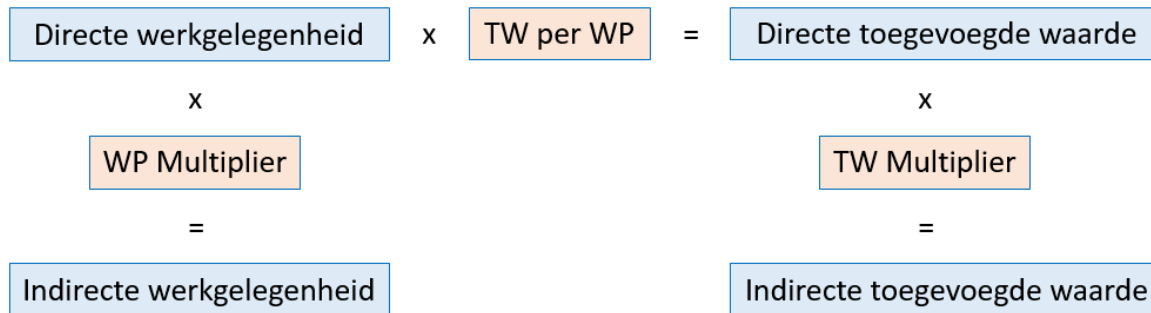 Directe werkgelegenheid x TW per WP = Directe toegevoegde waarde
x x
WP Multiplier TW Multiplier
= =
Indirecte werkgelegenheid Indirecte toegevoegde waarde